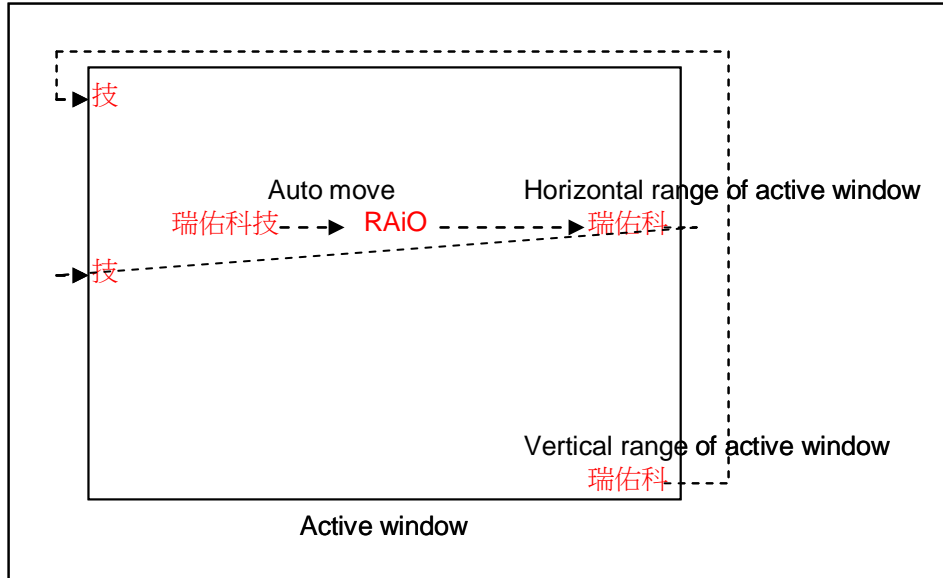 技
Auto move
Horizontal range of active window
瑞佑科技
RAiO
瑞佑科
技
Vertical range of active window
瑞佑科
Active window